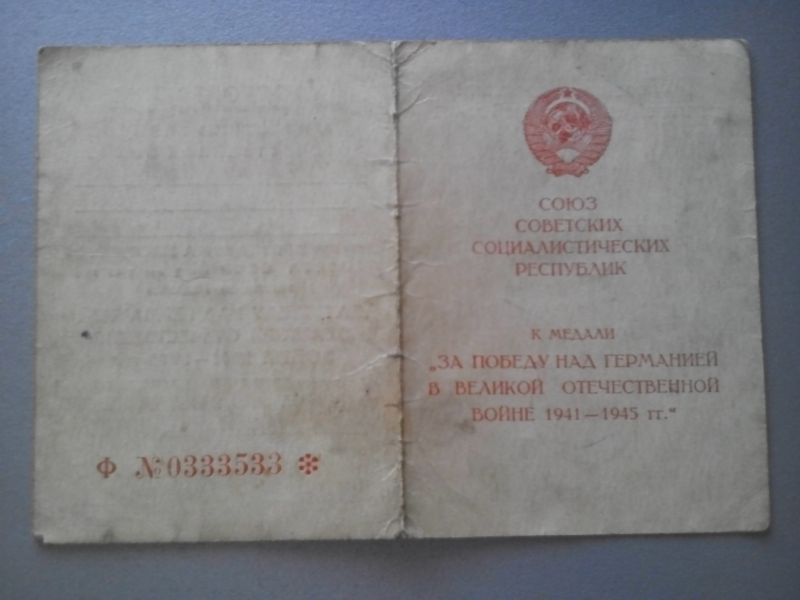 СОЮЗ
СОВЕТСКИХ
СОЦИАЛИСТИЧЕСКИХ
РЕСПУБЛИК
К МЕДАЛИ
„ЗА ПОБЕДУ НАД ГЕРМАНИЕЙ
В ВЕЛИКОЙ ОТЕЧЕСТВЕННОЙ
ВОЙНЕ 1941—1945 гг.“
Ф №0333533 *